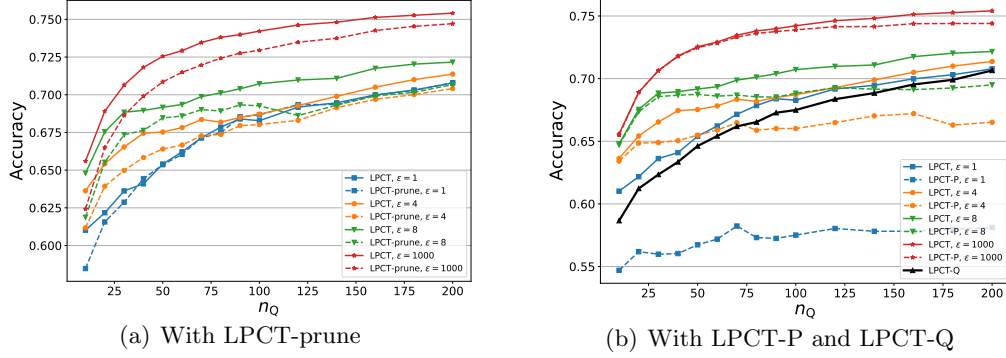 0.750
0.725
0.700
0.675
0.650
0.625
0.600
Accuracy
25
50
75
100
125
150
175
200
n_Q
LPCT, ε = 1
LPCT-prune, ε = 1
LPCT, ε = 4
LPCT-prune, ε = 4
LPCT, ε = 8
LPCT-prune, ε = 8
LPCT, ε = 1000
LPCT-prune, ε = 1000
(a) With LPCT-prune
0.75
0.70
0.65
0.60
0.55
Accuracy
25
50
75
100
125
150
175
200
n_Q
LPCT, ε = 1
LPCT-P, ε = 1
LPCT, ε = 4
LPCT-P, ε = 4
LPCT, ε = 8
LPCT-P, ε = 8
LPCT, ε = 1000
LPCT-P, ε = 1000
LPCT-Q
(b) With LPCT-P and LPCT-Q